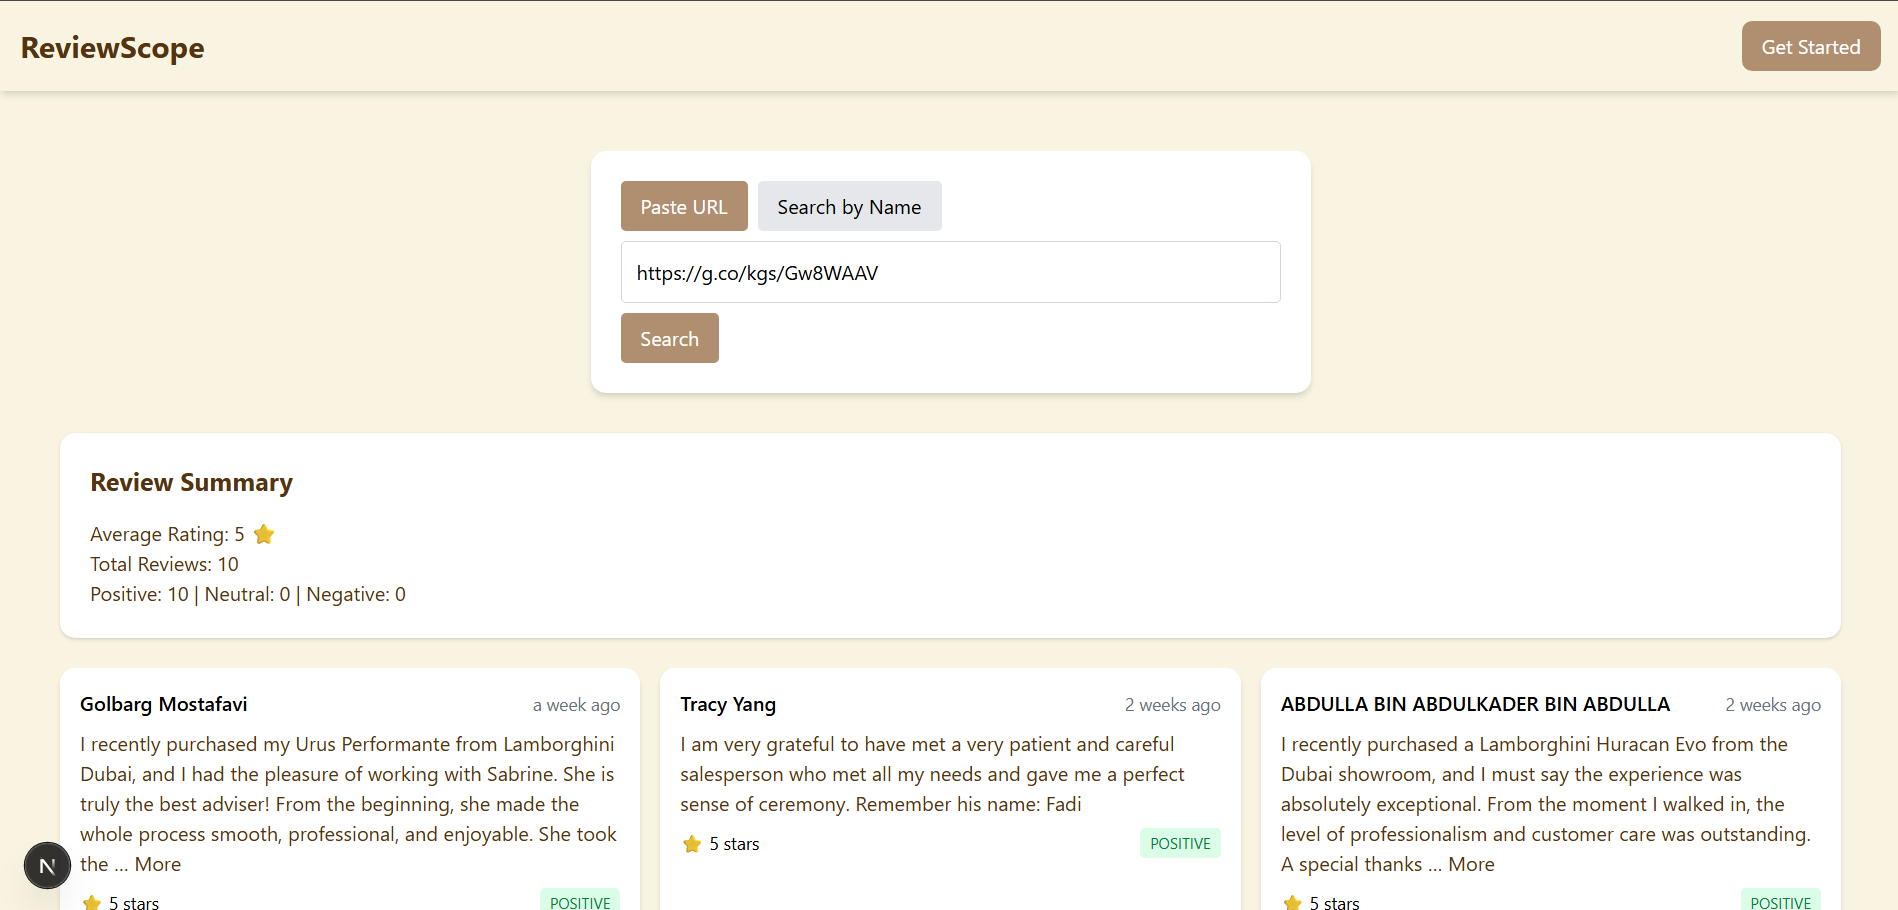 ReviewScope
Get Started
Paste URL
Search by Name
https://g.co/kgs/Gw8WAAV
Search
Review Summary
Average Rating: 5 ⭐
Total Reviews: 10
Positive: 10 | Neutral: 0 | Negative: 0
Golbarg Mostafavi
a week ago
I recently purchased my Urus Performante from Lamborghini
Dubai, and I had the pleasure of working with Sabrine. She is
truly the best adviser! From the beginning, she made the
whole process smooth, professional, and enjoyable. She took
the … More
⭐ 5 stars
POSITIVE
Tracy Yang
2 weeks ago
I am very grateful to have met a very patient and careful
salesperson who met all my needs and gave me a perfect
sense of ceremony. Remember his name: Fadi
⭐ 5 stars
POSITIVE
ABDULLA BIN ABDULKADER BIN ABDULLA
2 weeks ago
I recently purchased a Lamborghini Huracan Evo from the
Dubai showroom, and I must say the experience was
absolutely exceptional. From the moment I walked in, the
level of professionalism and customer care was outstanding.
A special thanks … More
⭐ 5 stars
POSITIVE
N